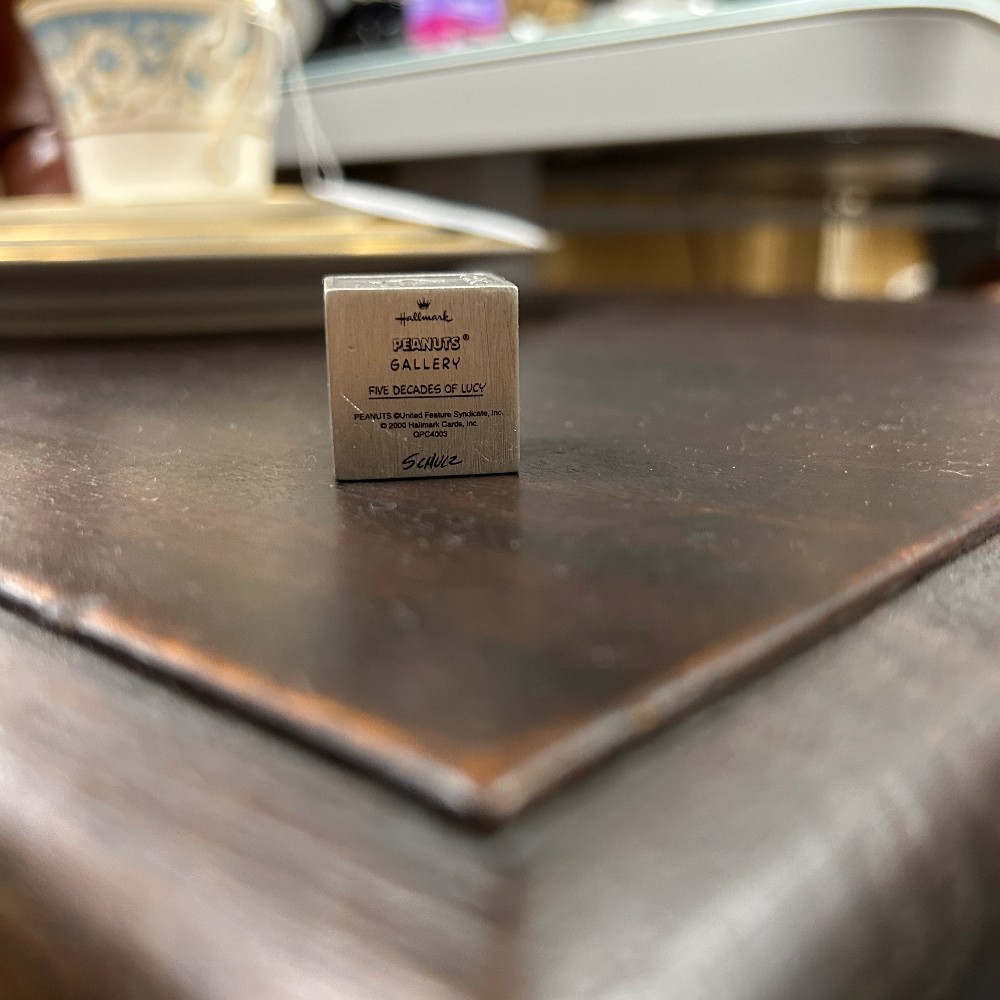 Hallmark
PEANUTS®
GALLERY
FIVE DECADES OF LUCY
PEANUTS ©United Feature Syndicate, Inc.
© 2000 Hallmark Cards, Inc.
QPC4003
SCHULZ